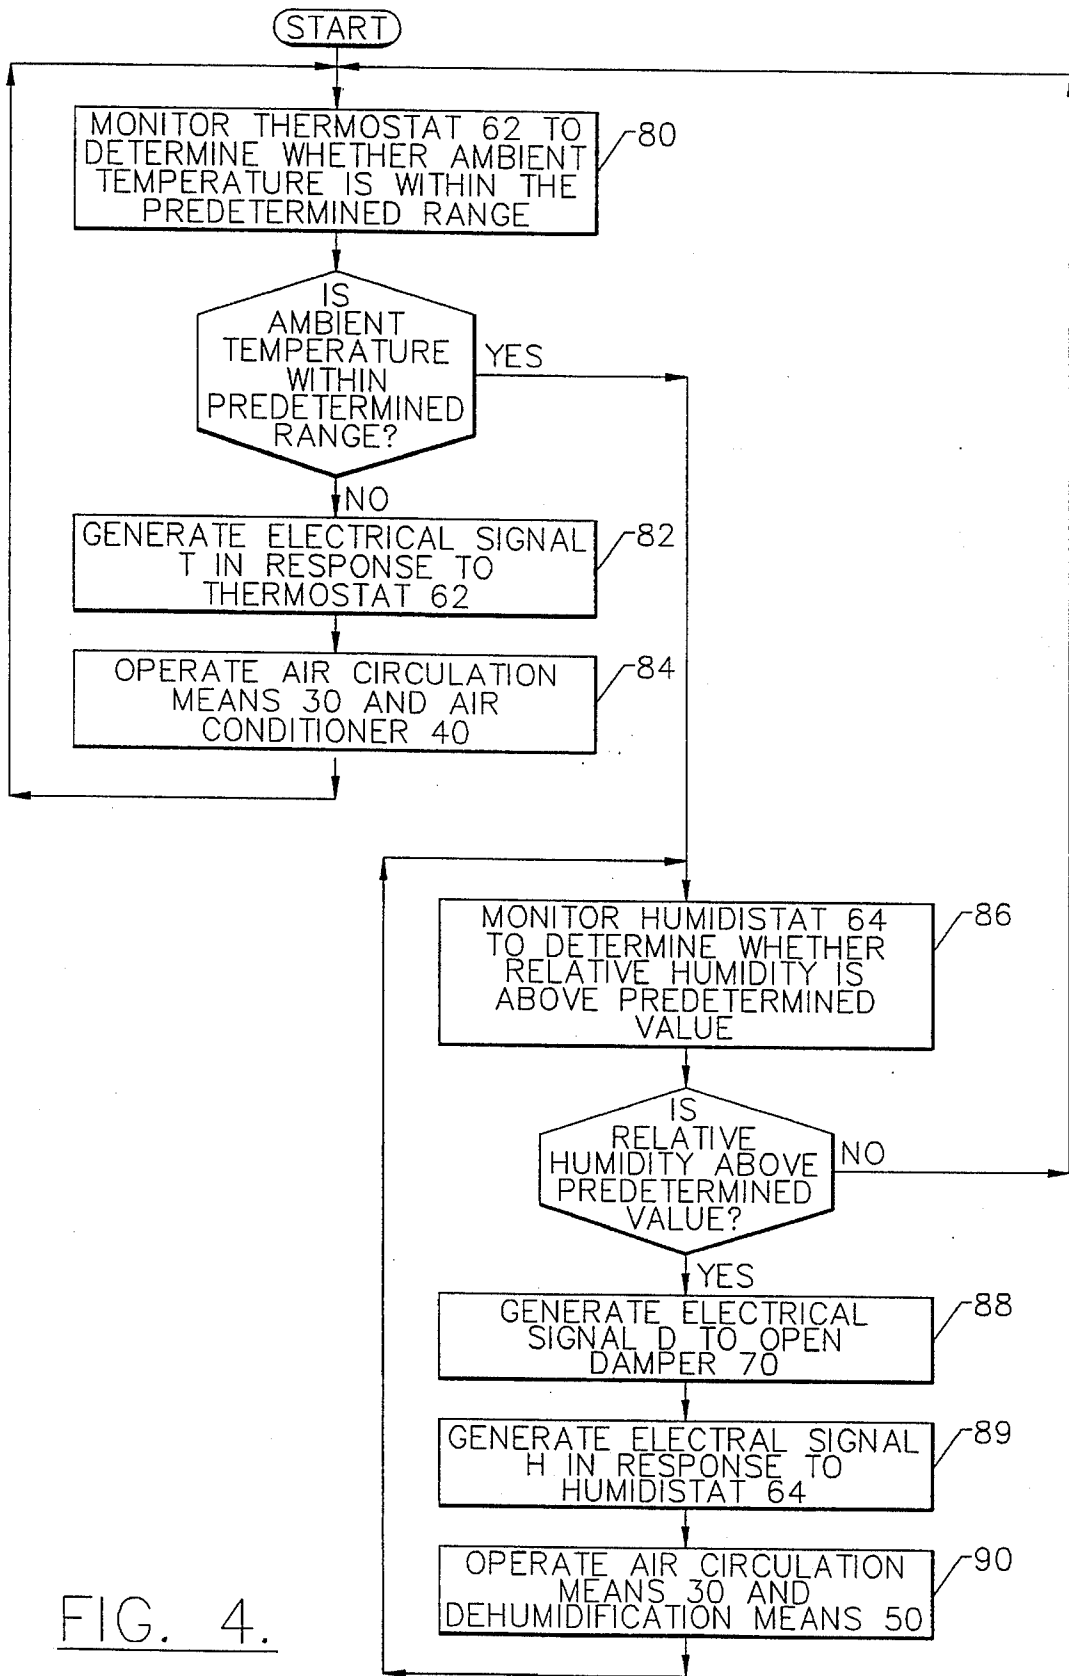 START
MONITOR THERMOSTAT 62 TO
DETERMINE WHETHER AMBIENT
TEMPERATURE IS WITHIN THE
PREDETERMINED RANGE
80
IS
AMBIENT
TEMPERATURE
WITHIN
PREDETERMINED
RANGE?
YES
NO
GENERATE ELECTRICAL SIGNAL
T IN RESPONSE TO
THERMOSTAT 62
82
OPERATE AIR CIRCULATION
MEANS 30 AND AIR
CONDITIONER 40
84
MONITOR HUMIDISTAT 64
TO DETERMINE WHETHER
RELATIVE HUMIDITY IS
ABOVE PREDETERMINED
VALUE
86
IS
RELATIVE
HUMIDITY ABOVE
PREDETERMINED
VALUE?
NO
YES
GENERATE ELECTRICAL
SIGNAL D TO OPEN
DAMPER 70
88
GENERATE ELECTRAL SIGNAL
H IN RESPONSE TO
HUMIDISTAT 64
89
OPERATE AIR CIRCULATION
MEANS 30 AND
DEHUMIDIFICATION MEANS 50
90
FIG. 4.